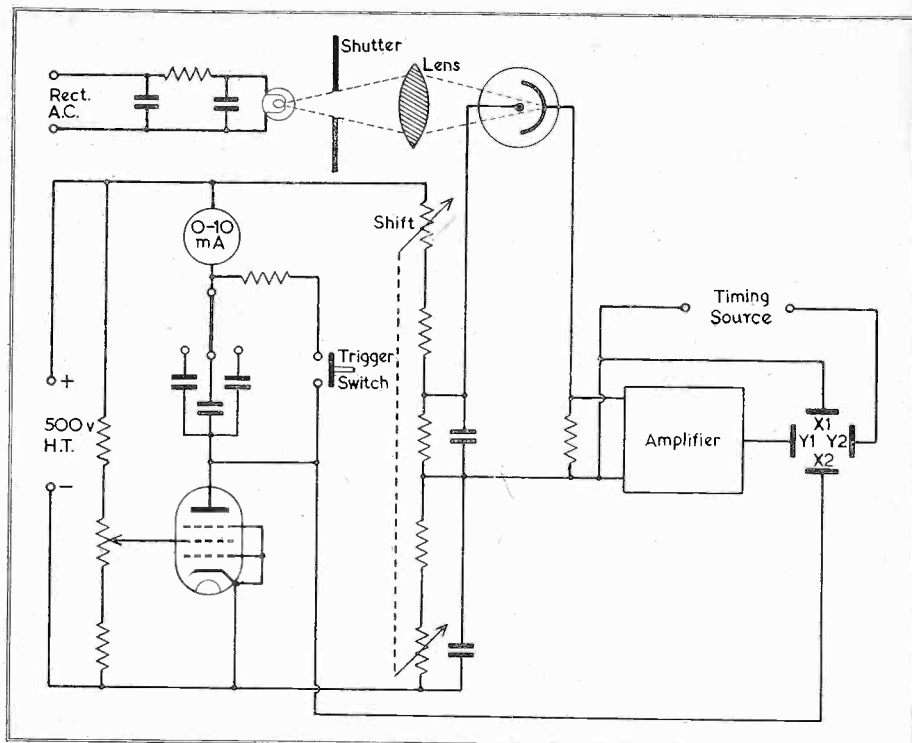 Shutter
Lens
Rect.
A.C.
0-10
mA
Shift
Timing
Source
Trigger
Switch
+
500 v
H.T.
−
Amplifier
X1
Y1 Y2
X2